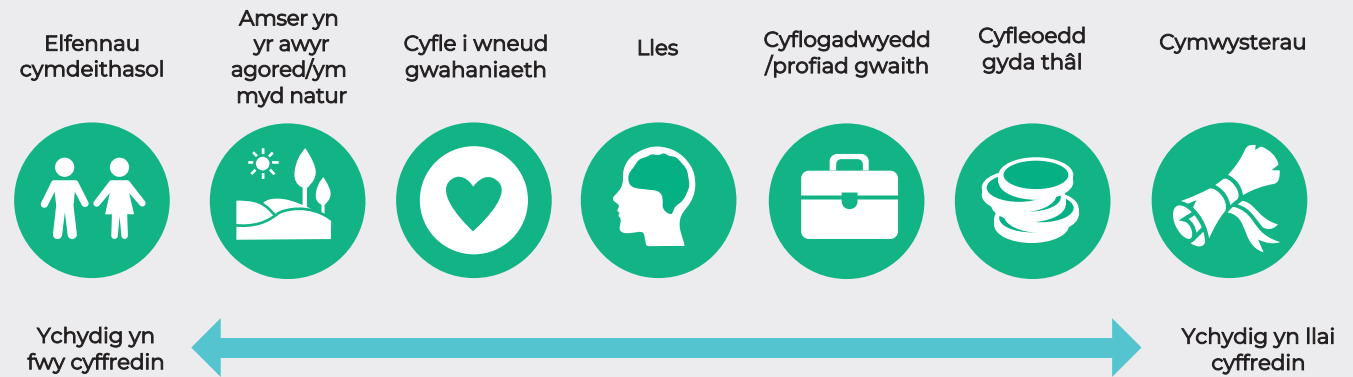 Elfennau
cymdeithasol
Amser yn
yr awyr
agored/ym
myd natur
Cyfle i wneud
gwahaniaeth
Lles
Cyflogadwyedd
/profiad gwaith
Cyfleoedd
gyda thâl
Cymwysterau
Ychydig yn
fwy cyffredin
Ychydig yn llai
cyffredin